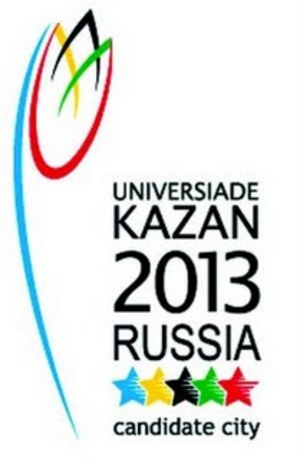 UNIVERSIADE
KAZAN
2013
RUSSIA
candidate city